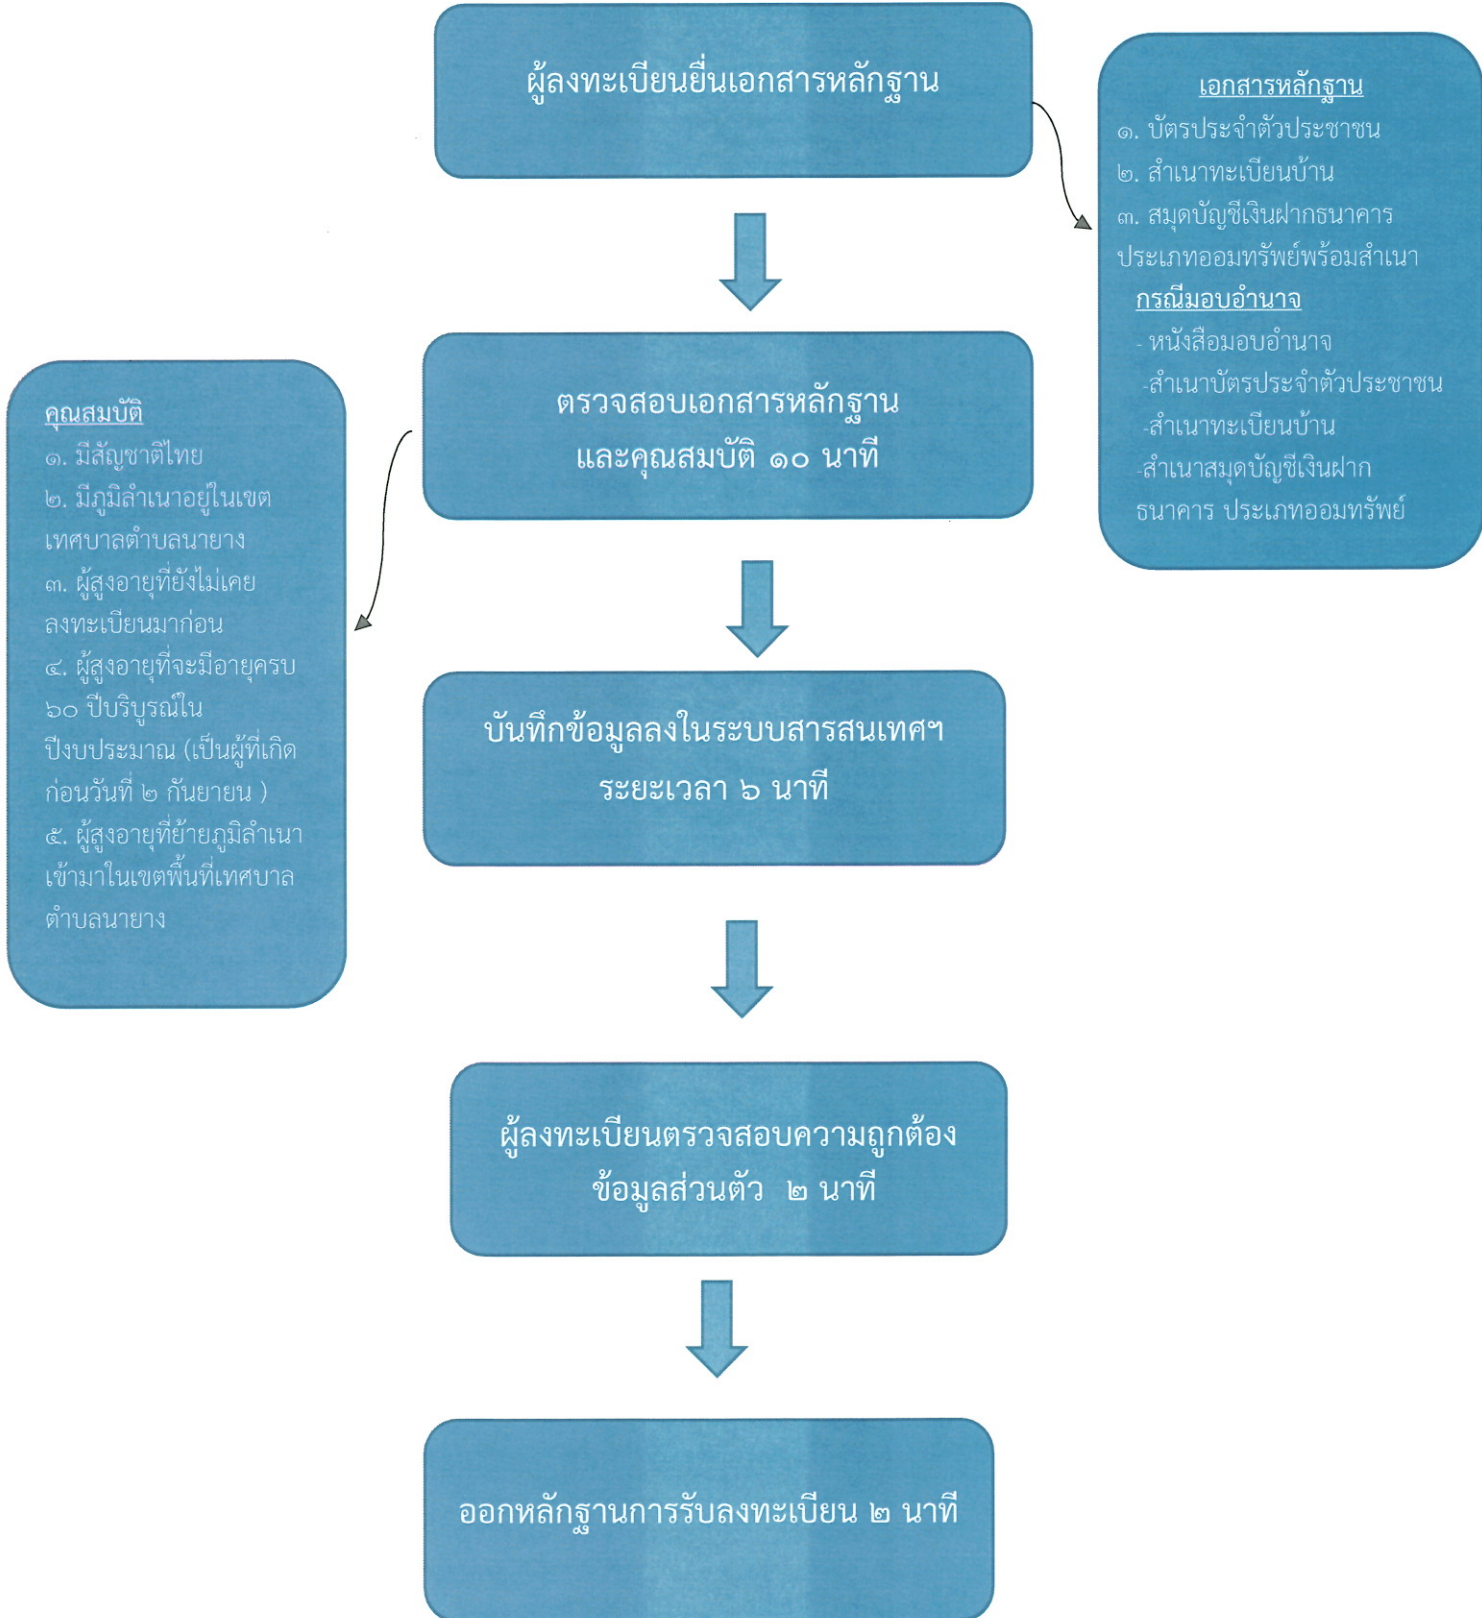 ผู้ลงทะเบียนยื่นเอกสารหลักฐาน
เอกสารหลักฐาน
๑. บัตรประจำตัวประชาชน
๒. สำเนาทะเบียนบ้าน
๓. สมุดบัญชีเงินฝากธนาคาร
ประเภทออมทรัพย์พร้อมสำเนา
กรณีมอบอำนาจ
- หนังสือมอบอำนาจ
-สำเนาบัตรประจำตัวประชาชน
-สำเนาทะเบียนบ้าน
-สำเนาสมุดบัญชีเงินฝาก
ธนาคาร ประเภทออมทรัพย์
ตรวจสอบเอกสารหลักฐาน
และคุณสมบัติ ๑๐ นาที
คุณสมบัติ
๑. มีสัญชาติไทย
๒. มีภูมิลำเนาอยู่ในเขต
เทศบาลตำบลนายาง
๓. ผู้สูงอายุที่ยังไม่เคย
ลงทะเบียนมาก่อน
๔. ผู้สูงอายุที่จะมีอายุครบ
๖๐ ปีบริบูรณ์ใน
ปีงบประมาณ (เป็นผู้ที่เกิด
ก่อนวันที่ ๒ กันยายน )
๕. ผู้สูงอายุที่ย้ายภูมิลำเนา
เข้ามาในเขตพื้นที่เทศบาล
ตำบลนายาง
บันทึกข้อมูลลงในระบบสารสนเทศฯ
ระยะเวลา ๖ นาที
ผู้ลงทะเบียนตรวจสอบความถูกต้อง
ข้อมูลส่วนตัว ๒ นาที
ออกหลักฐานการรับลงทะเบียน ๒ นาที